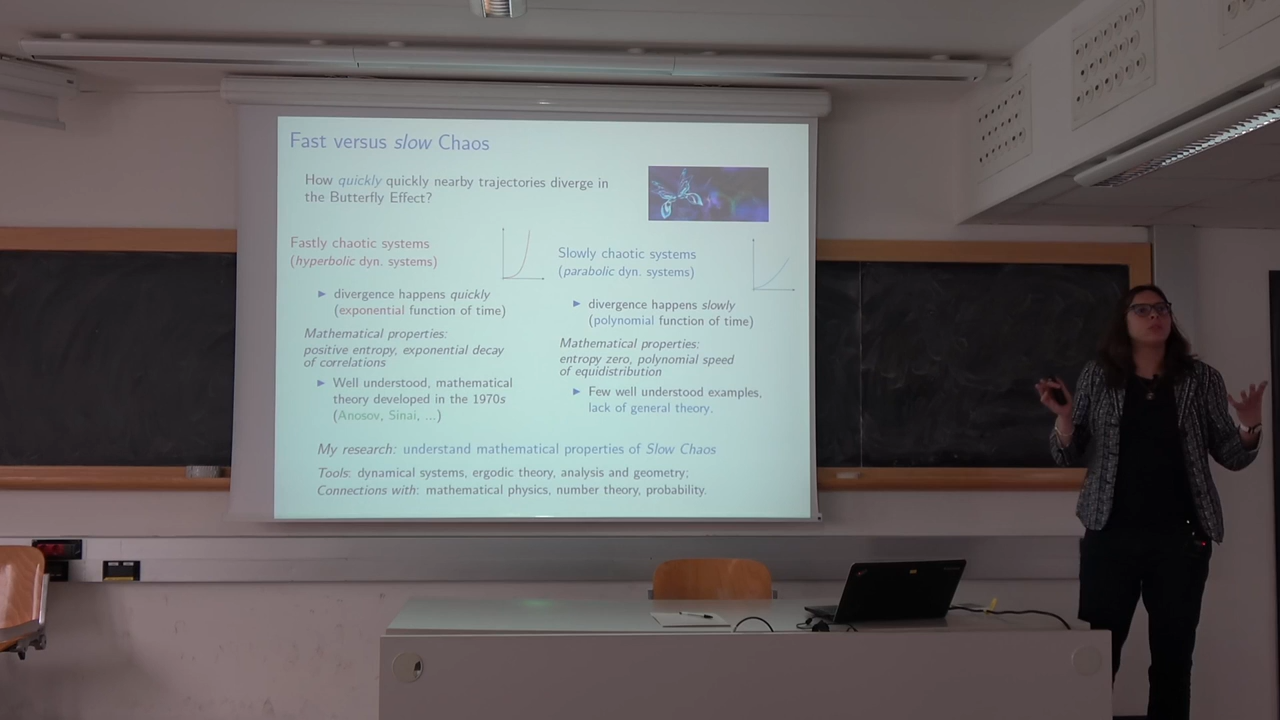 Fast versus slow Chaos
How quickly quickly nearby trajectories diverge in
the Butterfly Effect?
Fastly chaotic systems
(hyperbolic dyn. systems)
▶ divergence happens quickly
(exponential function of time)
Mathematical properties:
positive entropy, exponential decay
of correlations
▶ Well understood, mathematical
theory developed in the 1970s
(Anosov, Sinai, ...)
Slowly chaotic systems
(parabolic dyn. systems)
▶ divergence happens slowly
(polynomial function of time)
Mathematical properties:
entropy zero, polynomial speed
of equidistribution
▶ Few well understood examples,
lack of general theory.
My research: understand mathematical properties of Slow Chaos
Tools: dynamical systems, ergodic theory, analysis and geometry;
Connections with: mathematical physics, number theory, probability.